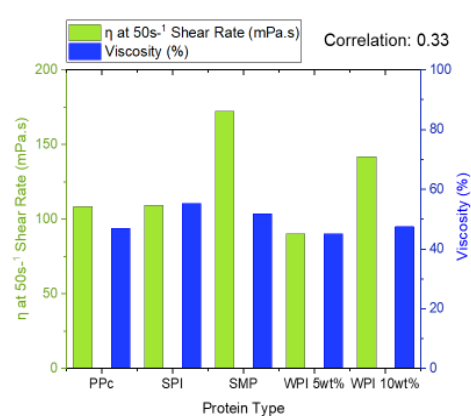 η at 50s⁻¹ Shear Rate (mPa.s)
Viscosity (%)
Correlation: 0.33
200
150
100
50
0
η at 50s⁻¹ Shear Rate (mPa.s)
100
80
60
40
20
0
Viscosity (%)
PPc SPI SMP WPI 5wt% WPI 10wt%
Protein Type